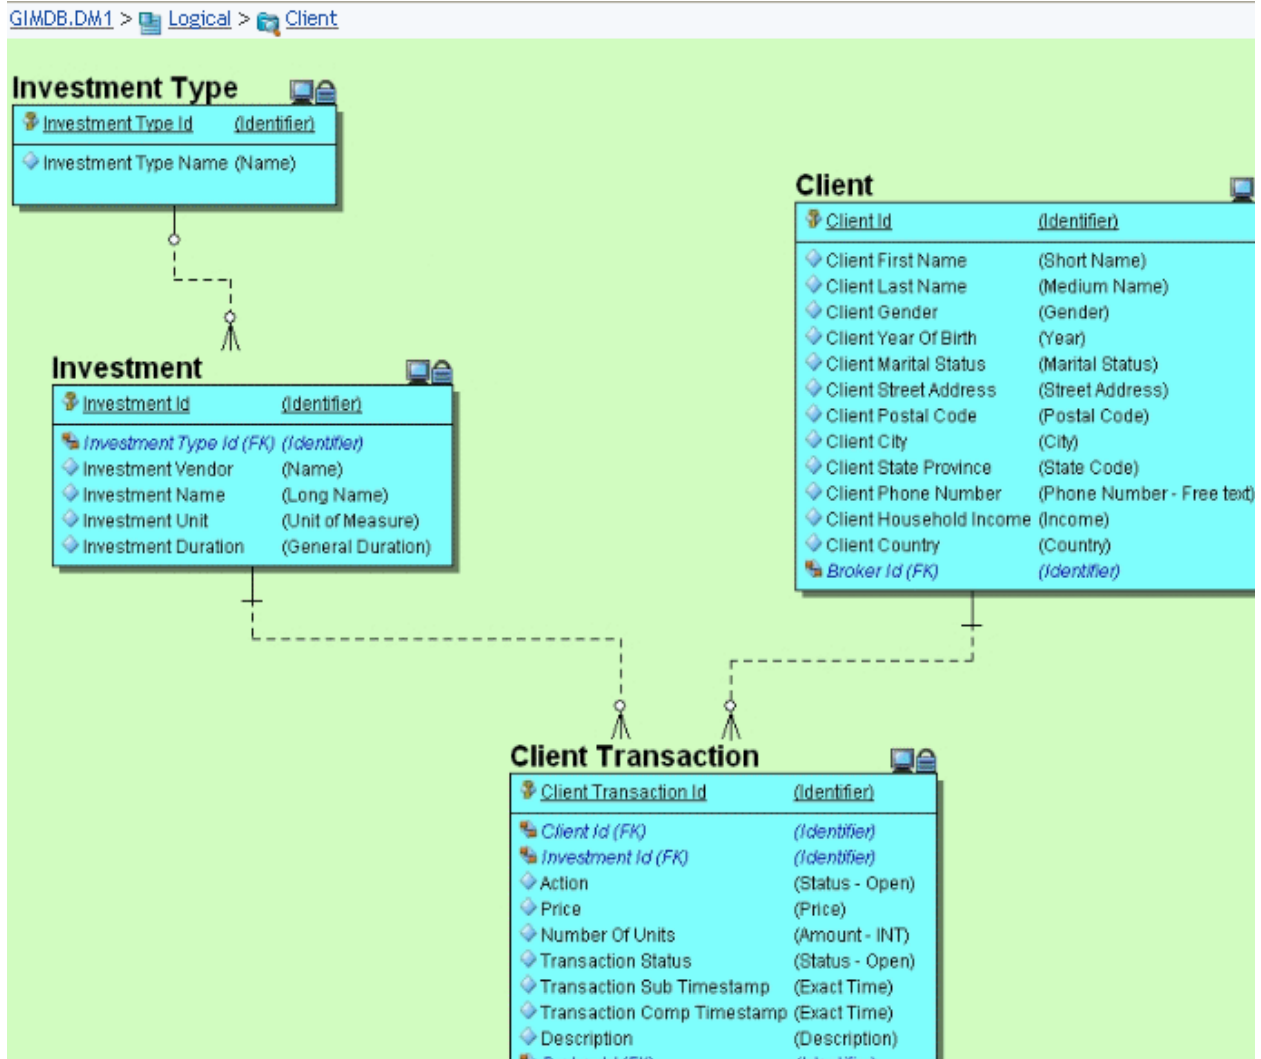 GIMDB.DM1 > Logical > Client
Investment Type
Investment Type Id (Identifier)
Investment Type Name (Name)
Client
Client Id (Identifier)
Client First Name (Short Name)
Client Last Name (Medium Name)
Client Gender (Gender)
Client Year Of Birth (Year)
Client Marital Status (Marital Status)
Client Street Address (Street Address)
Client Postal Code (Postal Code)
Client City (City)
Client State Province (State Code)
Client Phone Number (Phone Number - Free text)
Client Household Income (Income)
Client Country (Country)
Broker Id (FK) (Identifier)
Investment
Investment Id (Identifier)
Investment Type Id (FK) (Identifier)
Investment Vendor (Name)
Investment Name (Long Name)
Investment Unit (Unit of Measure)
Investment Duration (General Duration)
Client Transaction
Client Transaction Id (Identifier)
Client Id (FK) (Identifier)
Investment Id (FK) (Identifier)
Action (Status - Open)
Price (Price)
Number Of Units (Amount - INT)
Transaction Status (Status - Open)
Transaction Sub Timestamp (Exact Time)
Transaction Comp Timestamp (Exact Time)
Description (Description)